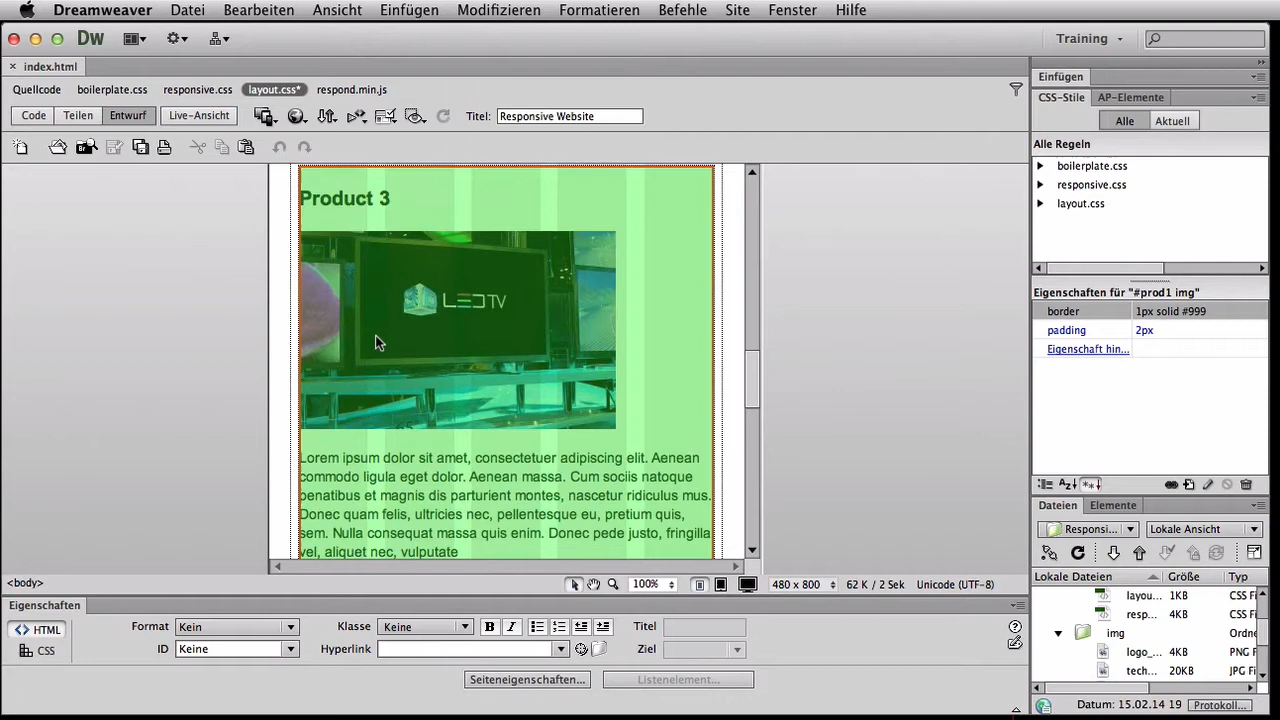 Dreamweaver Datei Bearbeiten Ansicht Einfügen Modifizieren Formatieren Befehle Site Fenster Hilfe
Dw Training
× index.html
Quellcode boilerplate.css responsive.css layout.css* respond.min.js
Code Teilen Entwurf Live-Ansicht Titel: Responsive Website
Product 3
LED TV
Lorem ipsum dolor sit amet, consectetuer adipiscing elit. Aenean
commodo ligula eget dolor. Aenean massa. Cum sociis natoque
penatibus et magnis dis parturient montes, nascetur ridiculus mus.
Donec quam felis, ultricies nec, pellentesque eu, pretium quis,
sem. Nulla consequat massa quis enim. Donec pede justo, fringilla
vel, aliquet nec, vulputate
<body>
100% 480 x 800 62 K / 2 Sek Unicode (UTF-8)
Eigenschaften
HTML Format Kein Klasse Keine B I Titel
CSS ID Keine Hyperlink Ziel
Seiteneigenschaften... Listenelement...
Einfügen
CSS-Stile AP-Elemente
Alle Aktuell
Alle Regeln
boilerplate.css
responsive.css
layout.css
Eigenschaften für "#prod1 img"
border 1px solid #999
padding 2px
Eigenschaft hin...
Dateien Elemente
Responsi... Lokale Ansicht
Lokale Dateien Größe Typ
layou... 1KB CSS Fi
resp... 4KB CSS Fi
img Ordne
logo_... 4KB PNG F
tech... 20KB JPG Fi
Datum: 15.02.14 19 Protokoll...